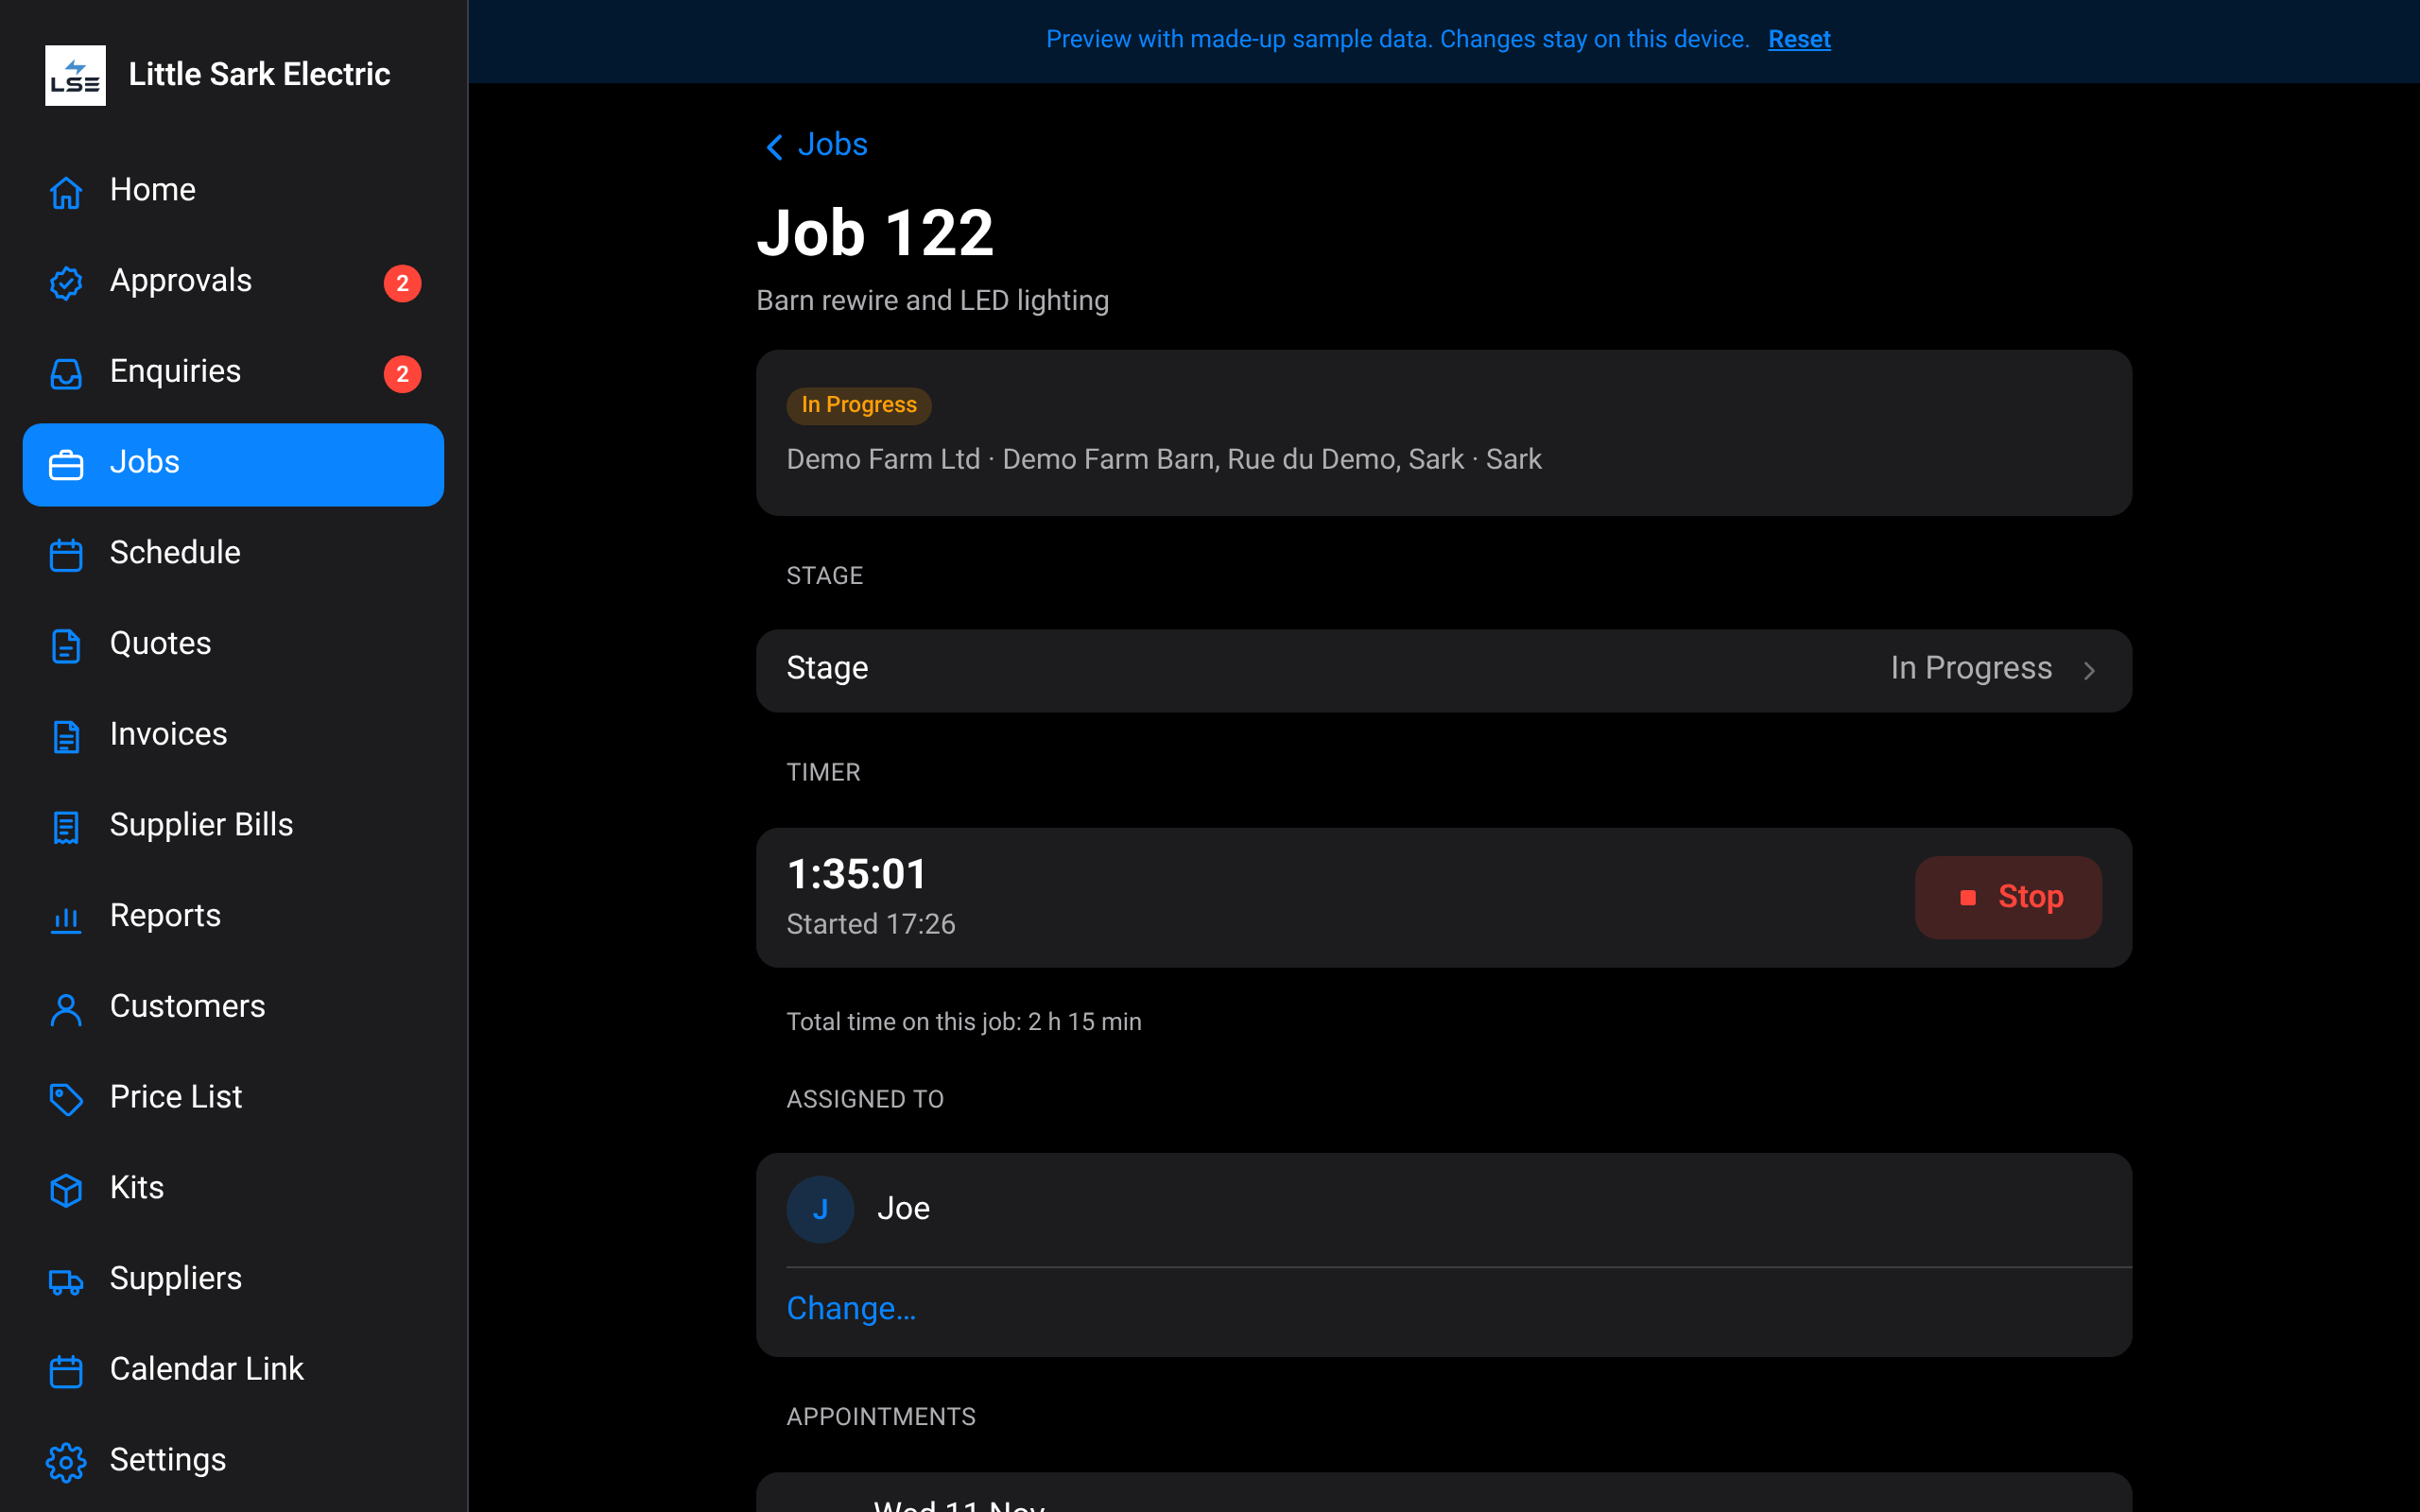 LSE
Little Sark Electric
Home
Approvals 2
Enquiries 2
Jobs
Schedule
Quotes
Invoices
Supplier Bills
Reports
Customers
Price List
Kits
Suppliers
Calendar Link
Settings
Preview with made-up sample data. Changes stay on this device. Reset
Jobs
Job 122
Barn rewire and LED lighting
In Progress
Demo Farm Ltd · Demo Farm Barn, Rue du Demo, Sark · Sark
STAGE
Stage In Progress
TIMER
1:35:01
Started 17:26
Stop
Total time on this job: 2 h 15 min
ASSIGNED TO
J Joe
Change...
APPOINTMENTS
Wed 11 Nov